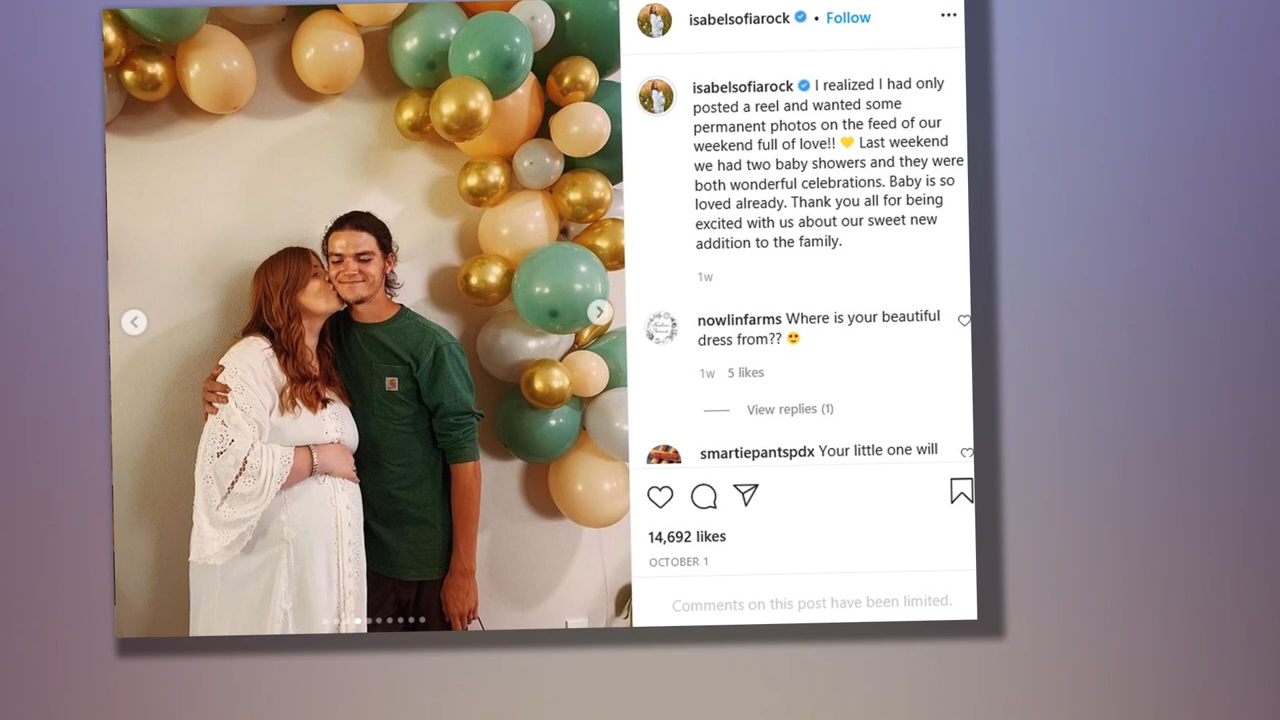 isabelsofiarock • Follow
isabelsofiarock I realized I had only
posted a reel and wanted some
permanent photos on the feed of our
weekend full of love!! 💛 Last weekend
we had two baby showers and they were
both wonderful celebrations. Baby is so
loved already. Thank you all for being
excited with us about our sweet new
addition to the family.
1w
nowlinfarms Where is your beautiful
dress from?? 😍
1w 5 likes
View replies (1)
smartiepantspdx Your little one will
14,692 likes
OCTOBER 1
Comments on this post have been limited.